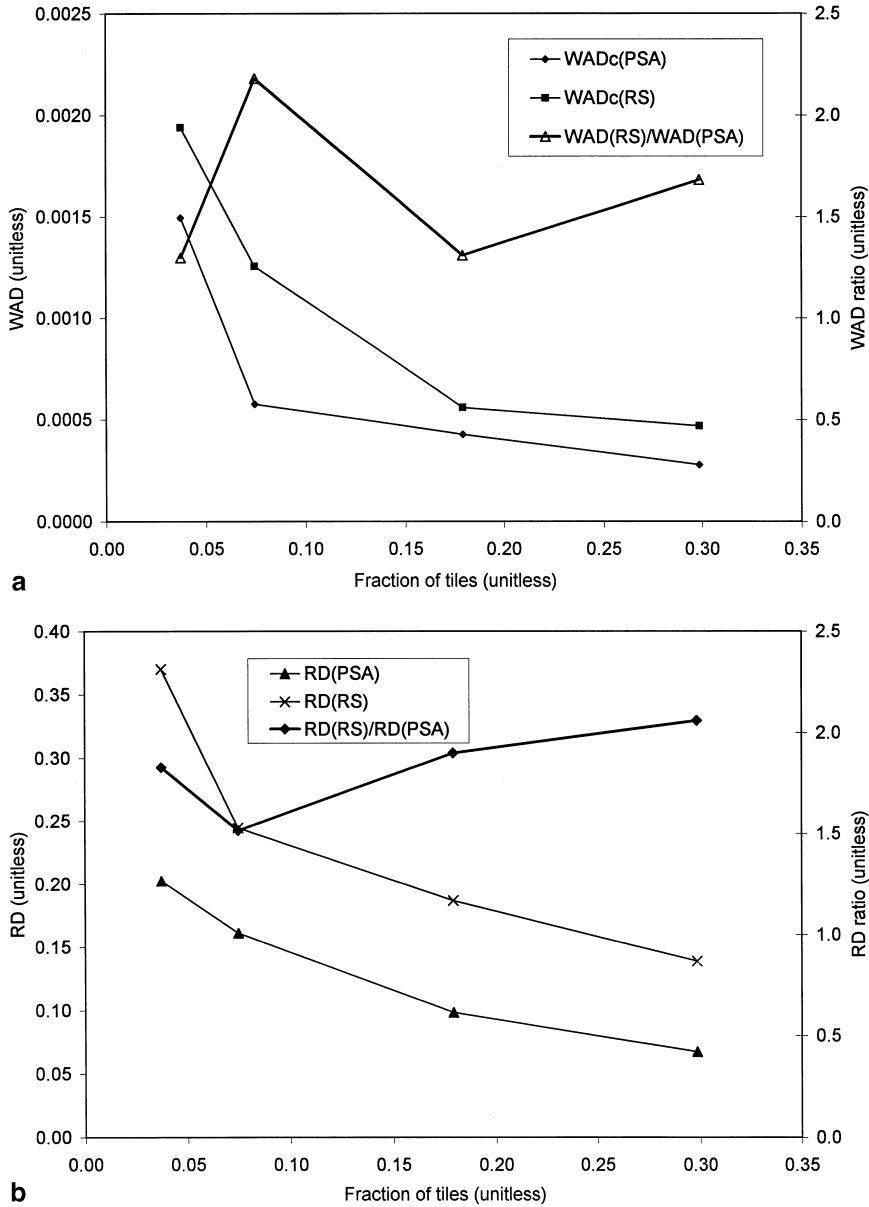 0.0025
0.0020
0.0015
0.0010
0.0005
0.0000
WAD (unitless)
2.5
2.0
1.5
1.0
0.5
0.0
WAD ratio (unitless)
WADc(PSA)
WADc(RS)
WAD(RS)/WAD(PSA)
0.00 0.05 0.10 0.15 0.20 0.25 0.30 0.35
Fraction of tiles (unitless)
a
0.40
0.35
0.30
0.25
0.20
0.15
0.10
0.05
0.00
RD (unitless)
2.5
2.0
1.5
1.0
0.5
0.0
RD ratio (unitless)
RD(PSA)
RD(RS)
RD(RS)/RD(PSA)
0.00 0.05 0.10 0.15 0.20 0.25 0.30 0.35
Fraction of tiles (unitless)
b